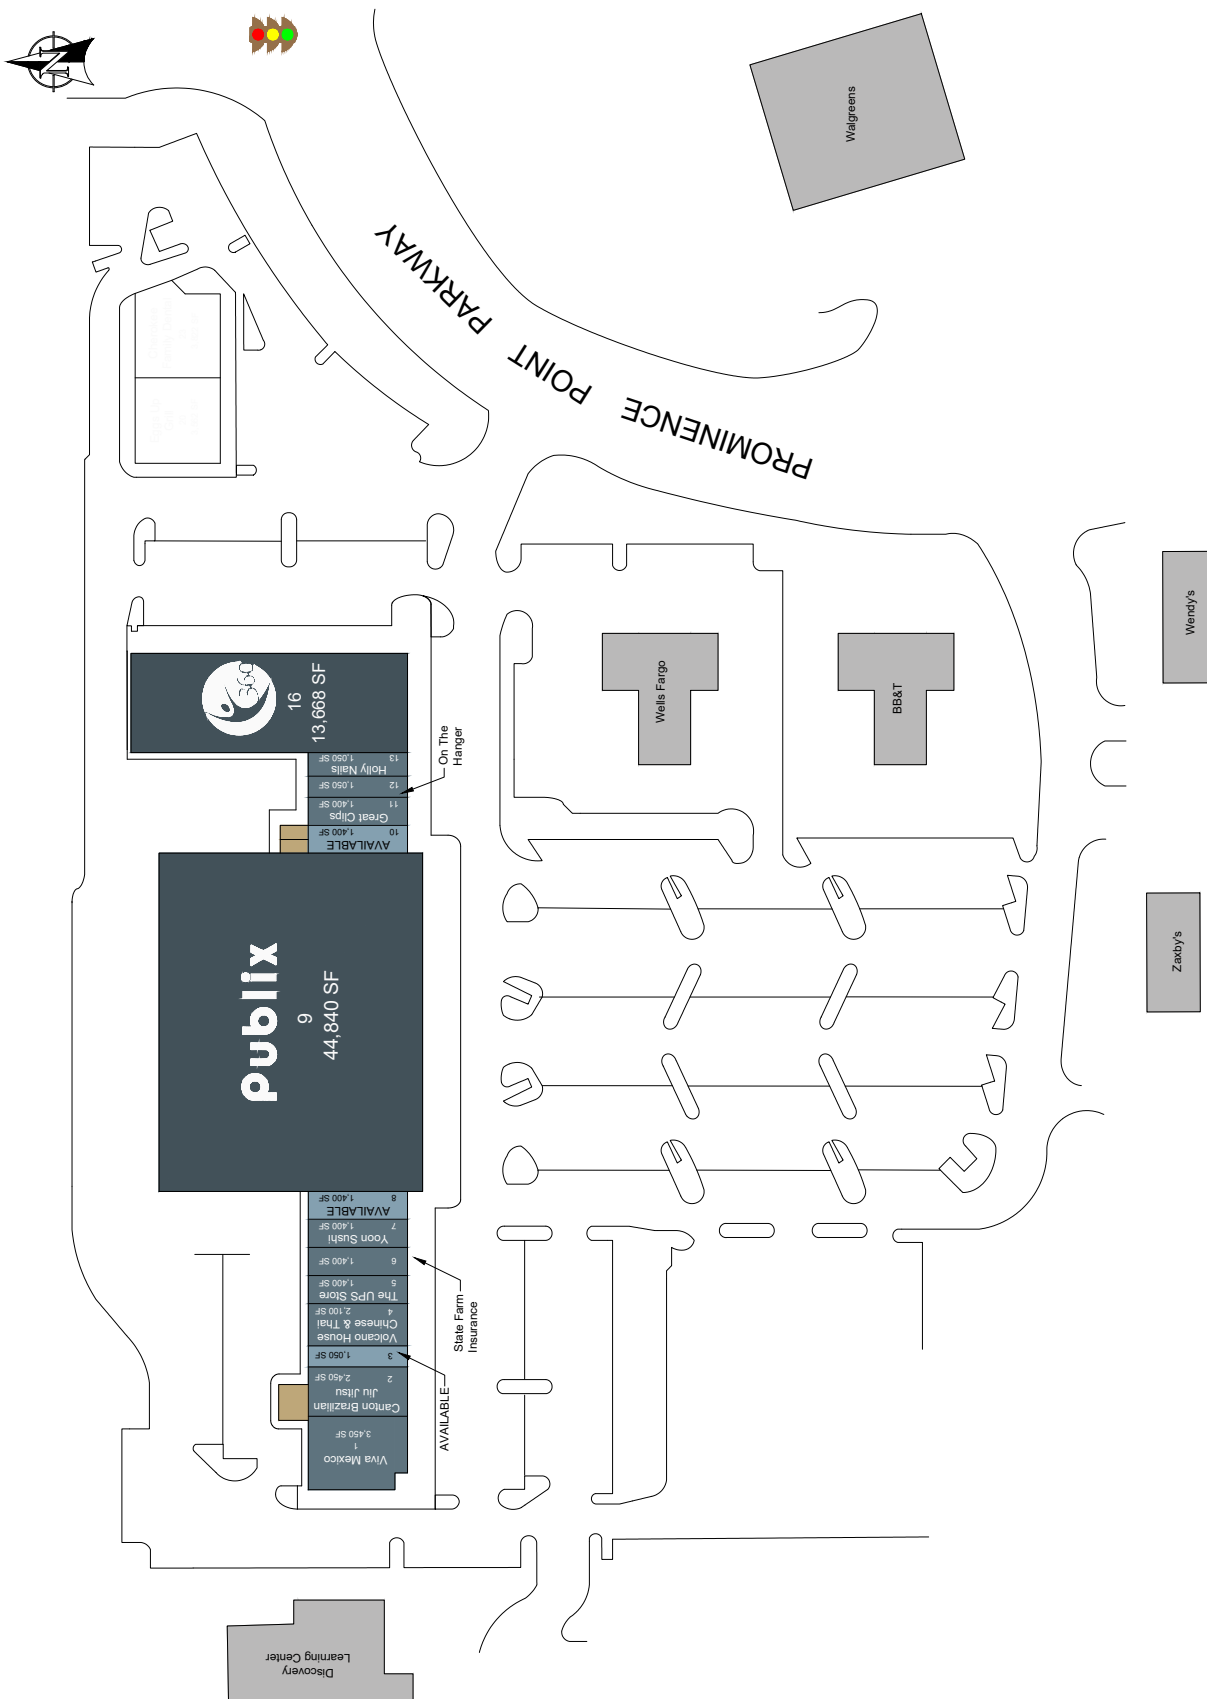 N
Walgreens
PROMINENCE POINT PARKWAY
Wendy's
Wells Fargo
BB&T
360
16
13,668 SF
On The
Hanger
Holly Nails
13
1,050 SF
12
1,050 SF
Great Clips
11
1,400 SF
AVAILABLE
10
1,400 SF
Zaxby's
publix
9
44,840 SF
AVAILABLE
8
1,400 SF
Yoon Sushi
7
1,400 SF
6
1,400 SF
State Farm
Insurance
The UPS Store
5
1,400 SF
Volcano House
Chinese & Thai
4
2,100 SF
3
1,050 SF
AVAILABLE
Canton Brazilian
Jiu Jitsu
2
2,450 SF
Viva Mexico
1
3,450 SF
Discovery
Learning Center